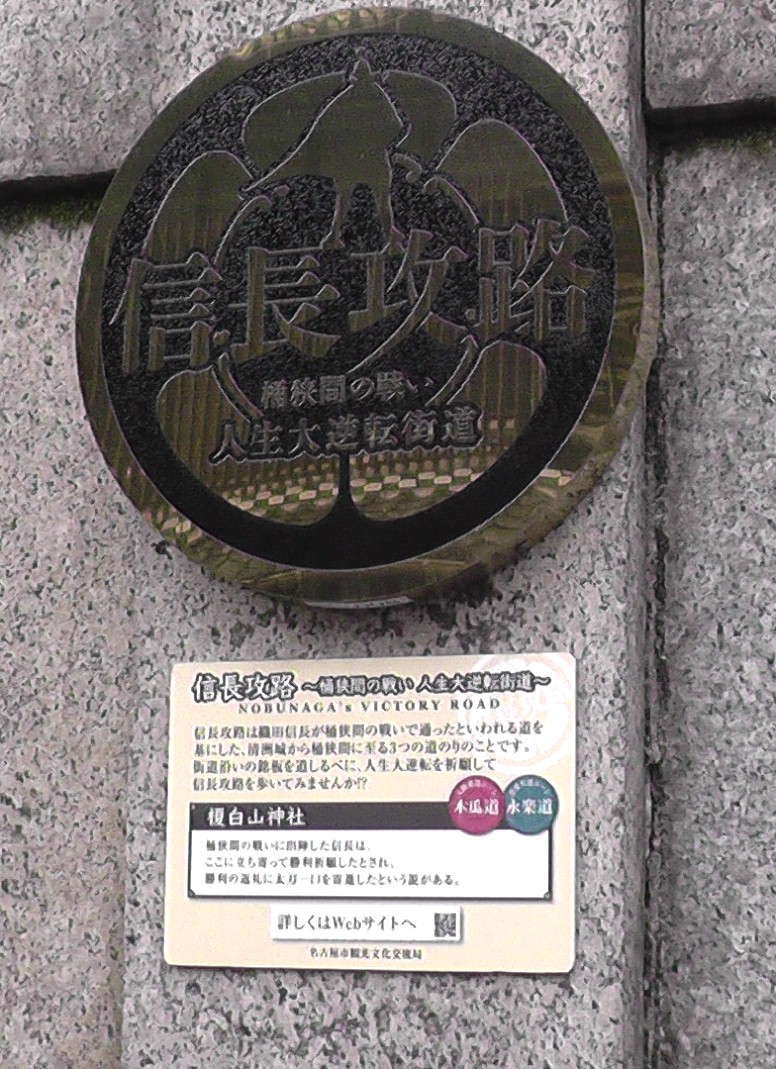 信長攻路
桶狭間の戦い
人生大逆転街道
信長攻路 ～桶狭間の戦い 人生大逆転街道～
NOBUNAGA's VICTORY ROAD
信長攻路は織田信長が桶狭間の戦いで通ったといわれる道を
基にした、清洲城から桶狭間に至る3つの道のりのことです。
街道沿いの銘板を道しるべに、人生大逆転を祈願して
信長攻路を歩いてみませんか!?
木瓜道 永楽道
榎白山神社
桶狭間の戦いに出陣した信長は、
ここに立ち寄って勝利祈願したとされ、
勝利の返礼に太刀一口を寄進したという説がある。
詳しくはWebサイトへ
名古屋市観光文化交流局